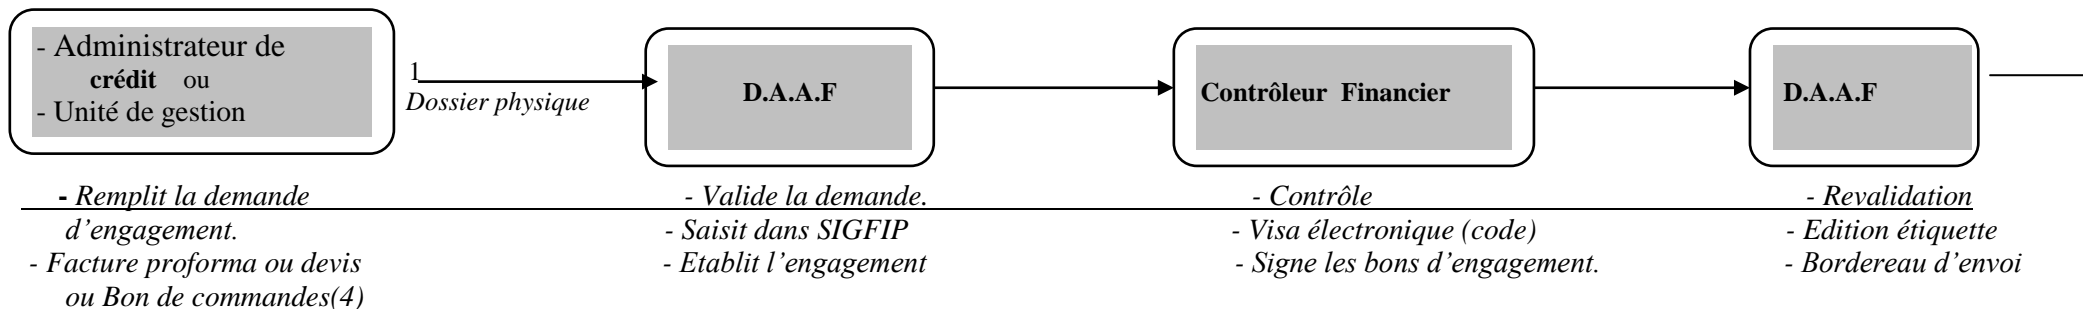 - Administrateur de
crédit ou
- Unité de gestion
1
Dossier physique
D.A.A.F
Contrôleur Financier
D.A.A.F
- Remplit la demande
d’engagement.
- Facture proforma ou devis
ou Bon de commandes(4)
- Valide la demande.
- Saisit dans SIGFIP
- Etablit l’engagement
- Contrôle
- Visa électronique (code)
- Signe les bons d’engagement.
- Revalidation
- Edition étiquette
- Bordereau d’envoi